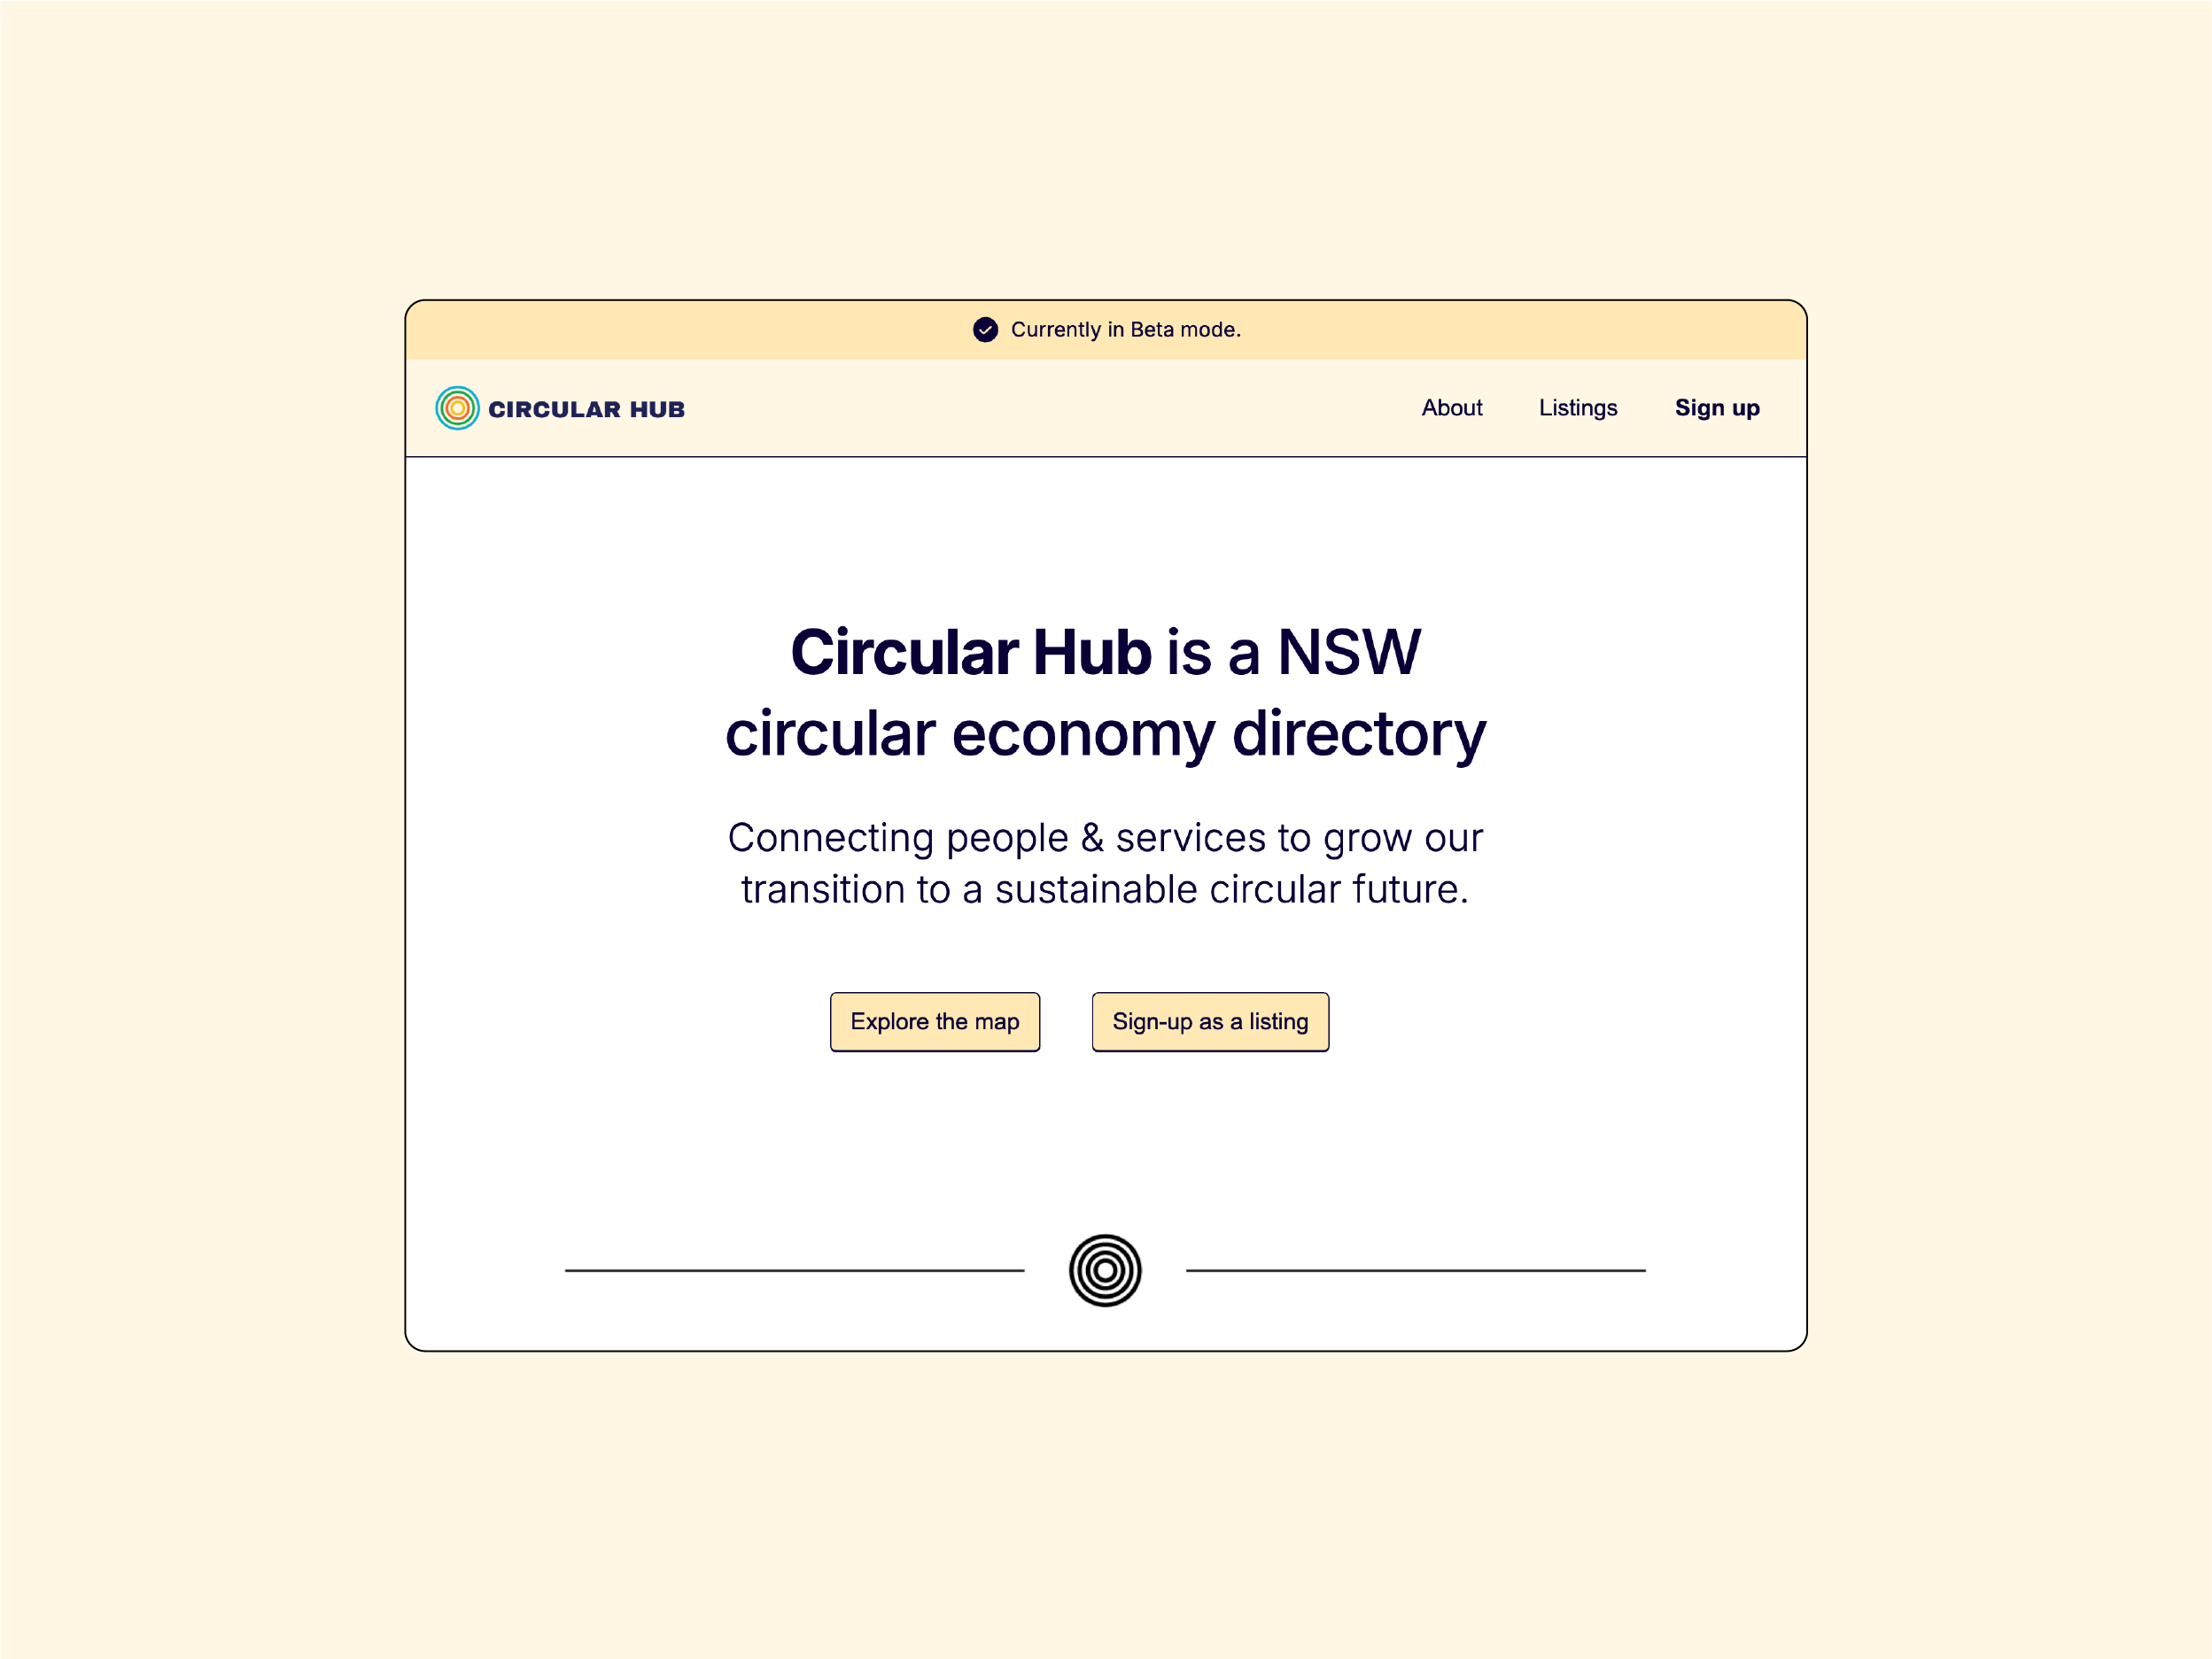 Currently in Beta mode.
CIRCULAR HUB
About Listings Sign up
Circular Hub is a NSW
circular economy directory
Connecting people & services to grow our
transition to a sustainable circular future.
Explore the map Sign-up as a listing